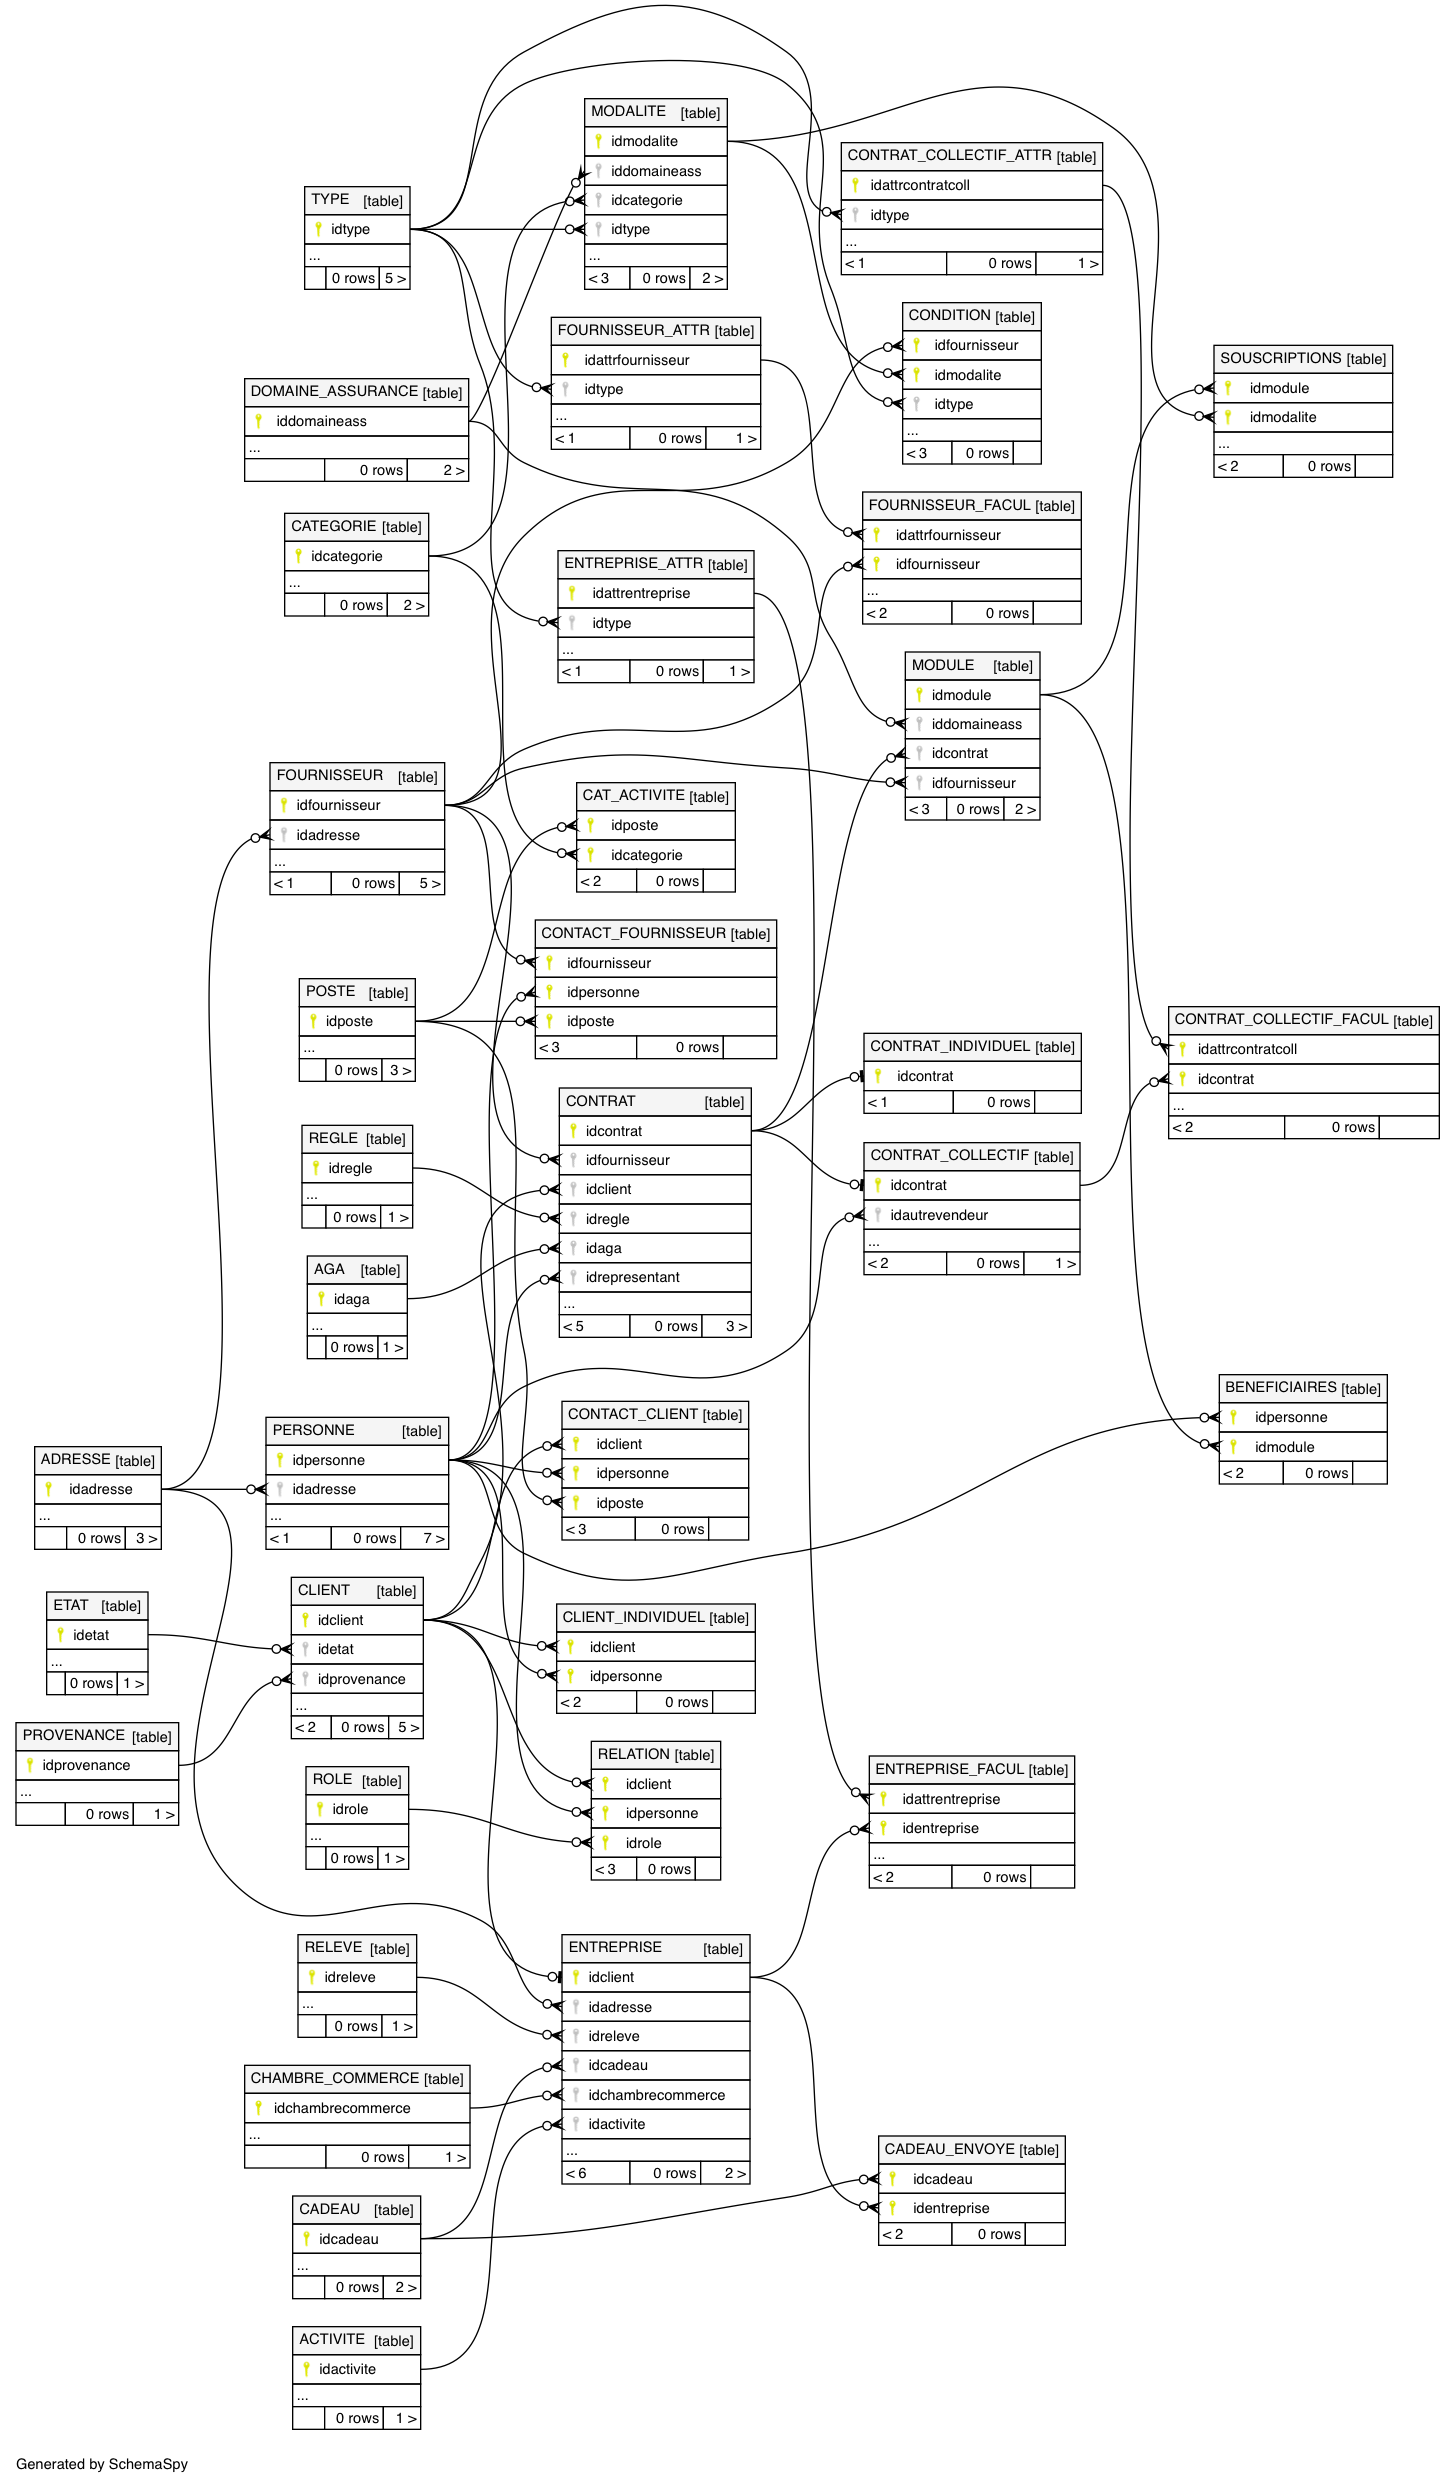 MODALITE [table]
idmodalite
iddomaineass
idcategorie
idtype
...
< 3 0 rows 2 >
CONTRAT_COLLECTIF_ATTR [table]
idattrcontratcoll
idtype
...
< 1 0 rows 1 >
TYPE [table]
idtype
...
0 rows 5 >
FOURNISSEUR_ATTR [table]
idattrfournisseur
idtype
...
< 1 0 rows 1 >
CONDITION [table]
idfournisseur
idmodalite
idtype
...
< 3 0 rows
SOUSCRIPTIONS [table]
idmodule
idmodalite
...
< 2 0 rows
DOMAINE_ASSURANCE [table]
iddomaineass
...
0 rows 2 >
CATEGORIE [table]
idcategorie
...
0 rows 2 >
FOURNISSEUR_FACUL [table]
idattrfournisseur
idfournisseur
...
< 2 0 rows
ENTREPRISE_ATTR [table]
idattrentreprise
idtype
...
< 1 0 rows 1 >
MODULE [table]
idmodule
iddomaineass
idcontrat
idfournisseur
< 3 0 rows 2 >
FOURNISSEUR [table]
idfournisseur
idadresse
...
< 1 0 rows 5 >
CAT_ACTIVITE [table]
idposte
idcategorie
< 2 0 rows
CONTACT_FOURNISSEUR [table]
idfournisseur
idpersonne
idposte
< 3 0 rows
POSTE [table]
idposte
...
0 rows 3 >
CONTRAT_INDIVIDUEL [table]
idcontrat
< 1 0 rows
CONTRAT_COLLECTIF_FACUL [table]
idattrcontratcoll
idcontrat
...
< 2 0 rows
CONTRAT [table]
idcontrat
idfournisseur
idclient
idregle
idaga
idrepresentant
...
< 5 0 rows 3 >
REGLE [table]
idregle
...
0 rows 1 >
CONTRAT_COLLECTIF [table]
idcontrat
idautrevendeur
...
< 2 0 rows 1 >
AGA [table]
idaga
...
0 rows 1 >
BENEFICIAIRES [table]
idpersonne
idmodule
< 2 0 rows
CONTACT_CLIENT [table]
idclient
idpersonne
idposte
< 3 0 rows
PERSONNE [table]
idpersonne
idadresse
...
< 1 0 rows 7 >
ADRESSE [table]
idadresse
...
0 rows 3 >
CLIENT [table]
idclient
idetat
idprovenance
...
< 2 0 rows 5 >
ETAT [table]
idetat
...
0 rows 1 >
CLIENT_INDIVIDUEL [table]
idclient
idpersonne
< 2 0 rows
PROVENANCE [table]
idprovenance
...
0 rows 1 >
RELATION [table]
idclient
idpersonne
idrole
< 3 0 rows
ROLE [table]
idrole
...
0 rows 1 >
ENTREPRISE_FACUL [table]
idattrentreprise
identreprise
...
< 2 0 rows
RELEVE [table]
idreleve
...
0 rows 1 >
ENTREPRISE [table]
idclient
idadresse
idreleve
idcadeau
idchambrecommerce
idactivite
...
< 6 0 rows 2 >
CHAMBRE_COMMERCE [table]
idchambrecommerce
...
0 rows 1 >
CADEAU_ENVOYE [table]
idcadeau
identreprise
< 2 0 rows
CADEAU [table]
idcadeau
...
0 rows 2 >
ACTIVITE [table]
idactivite
...
0 rows 1 >
Generated by SchemaSpy